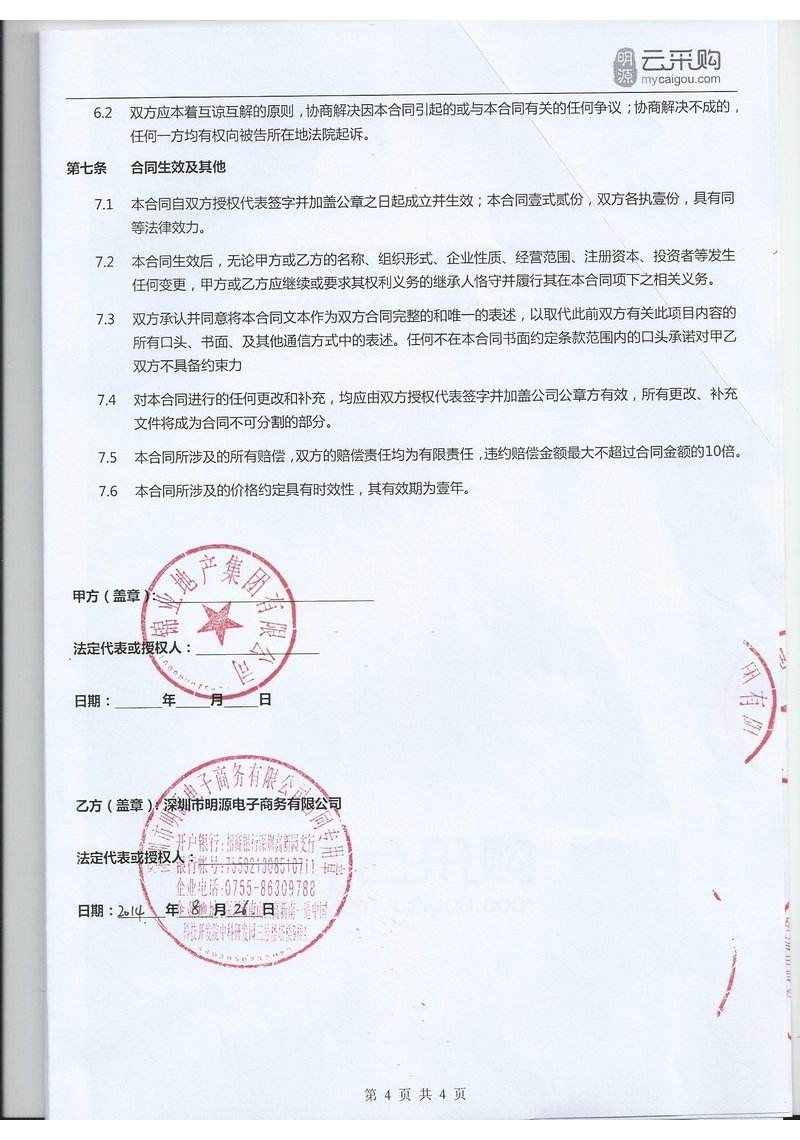 明源 云采购
mycaigou.com
6.2 双方应本着互谅互解的原则，协商解决因本合同引起的或与本合同有关的任何争议；协商解决不成的，
任何一方均有权向被告所在地法院起诉。
第七条 合同生效及其他
7.1 本合同自双方授权代表签字并加盖公章之日起成立并生效；本合同壹式贰份，双方各执壹份，具有同
等法律效力。
7.2 本合同生效后，无论甲方或乙方的名称、组织形式、企业性质、经营范围、注册资本、投资者等发生
任何变更，甲方或乙方应继续或要求其权利义务的继承人恪守并履行其在本合同项下之相关义务。
7.3 双方承认并同意将本合同文本作为双方合同完整的和唯一的表述，以取代此前双方有关此项目内容的
所有口头、书面、及其他通信方式中的表述。任何不在本合同书面约定条款范围内的口头承诺对甲乙
双方不具备约束力
7.4 对本合同进行的任何更改和补充，均应由双方授权代表签字并加盖公司公章方有效，所有更改、补充
文件将成为合同不可分割的部分。
7.5 本合同所涉及的所有赔偿，双方的赔偿责任均为有限责任，违约赔偿金额最大不超过合同金额的10倍。
7.6 本合同所涉及的价格约定具有时效性，其有效期为壹年。
锦业地产集团有限公司
甲方（盖章）：
法定代表或授权人：
日期： 年 月 日
有限
深圳市明源电子商务有限公司合同专用章
乙方（盖章）：深圳市明源电子商务有限公司
开户银行：招商银行深圳高新园支行
法定代表或授权人：
银行帐号：755921308510711
企业电话：0755-86309788
日期：2014 年 8 月 26 日
第 4 页 共 4 页